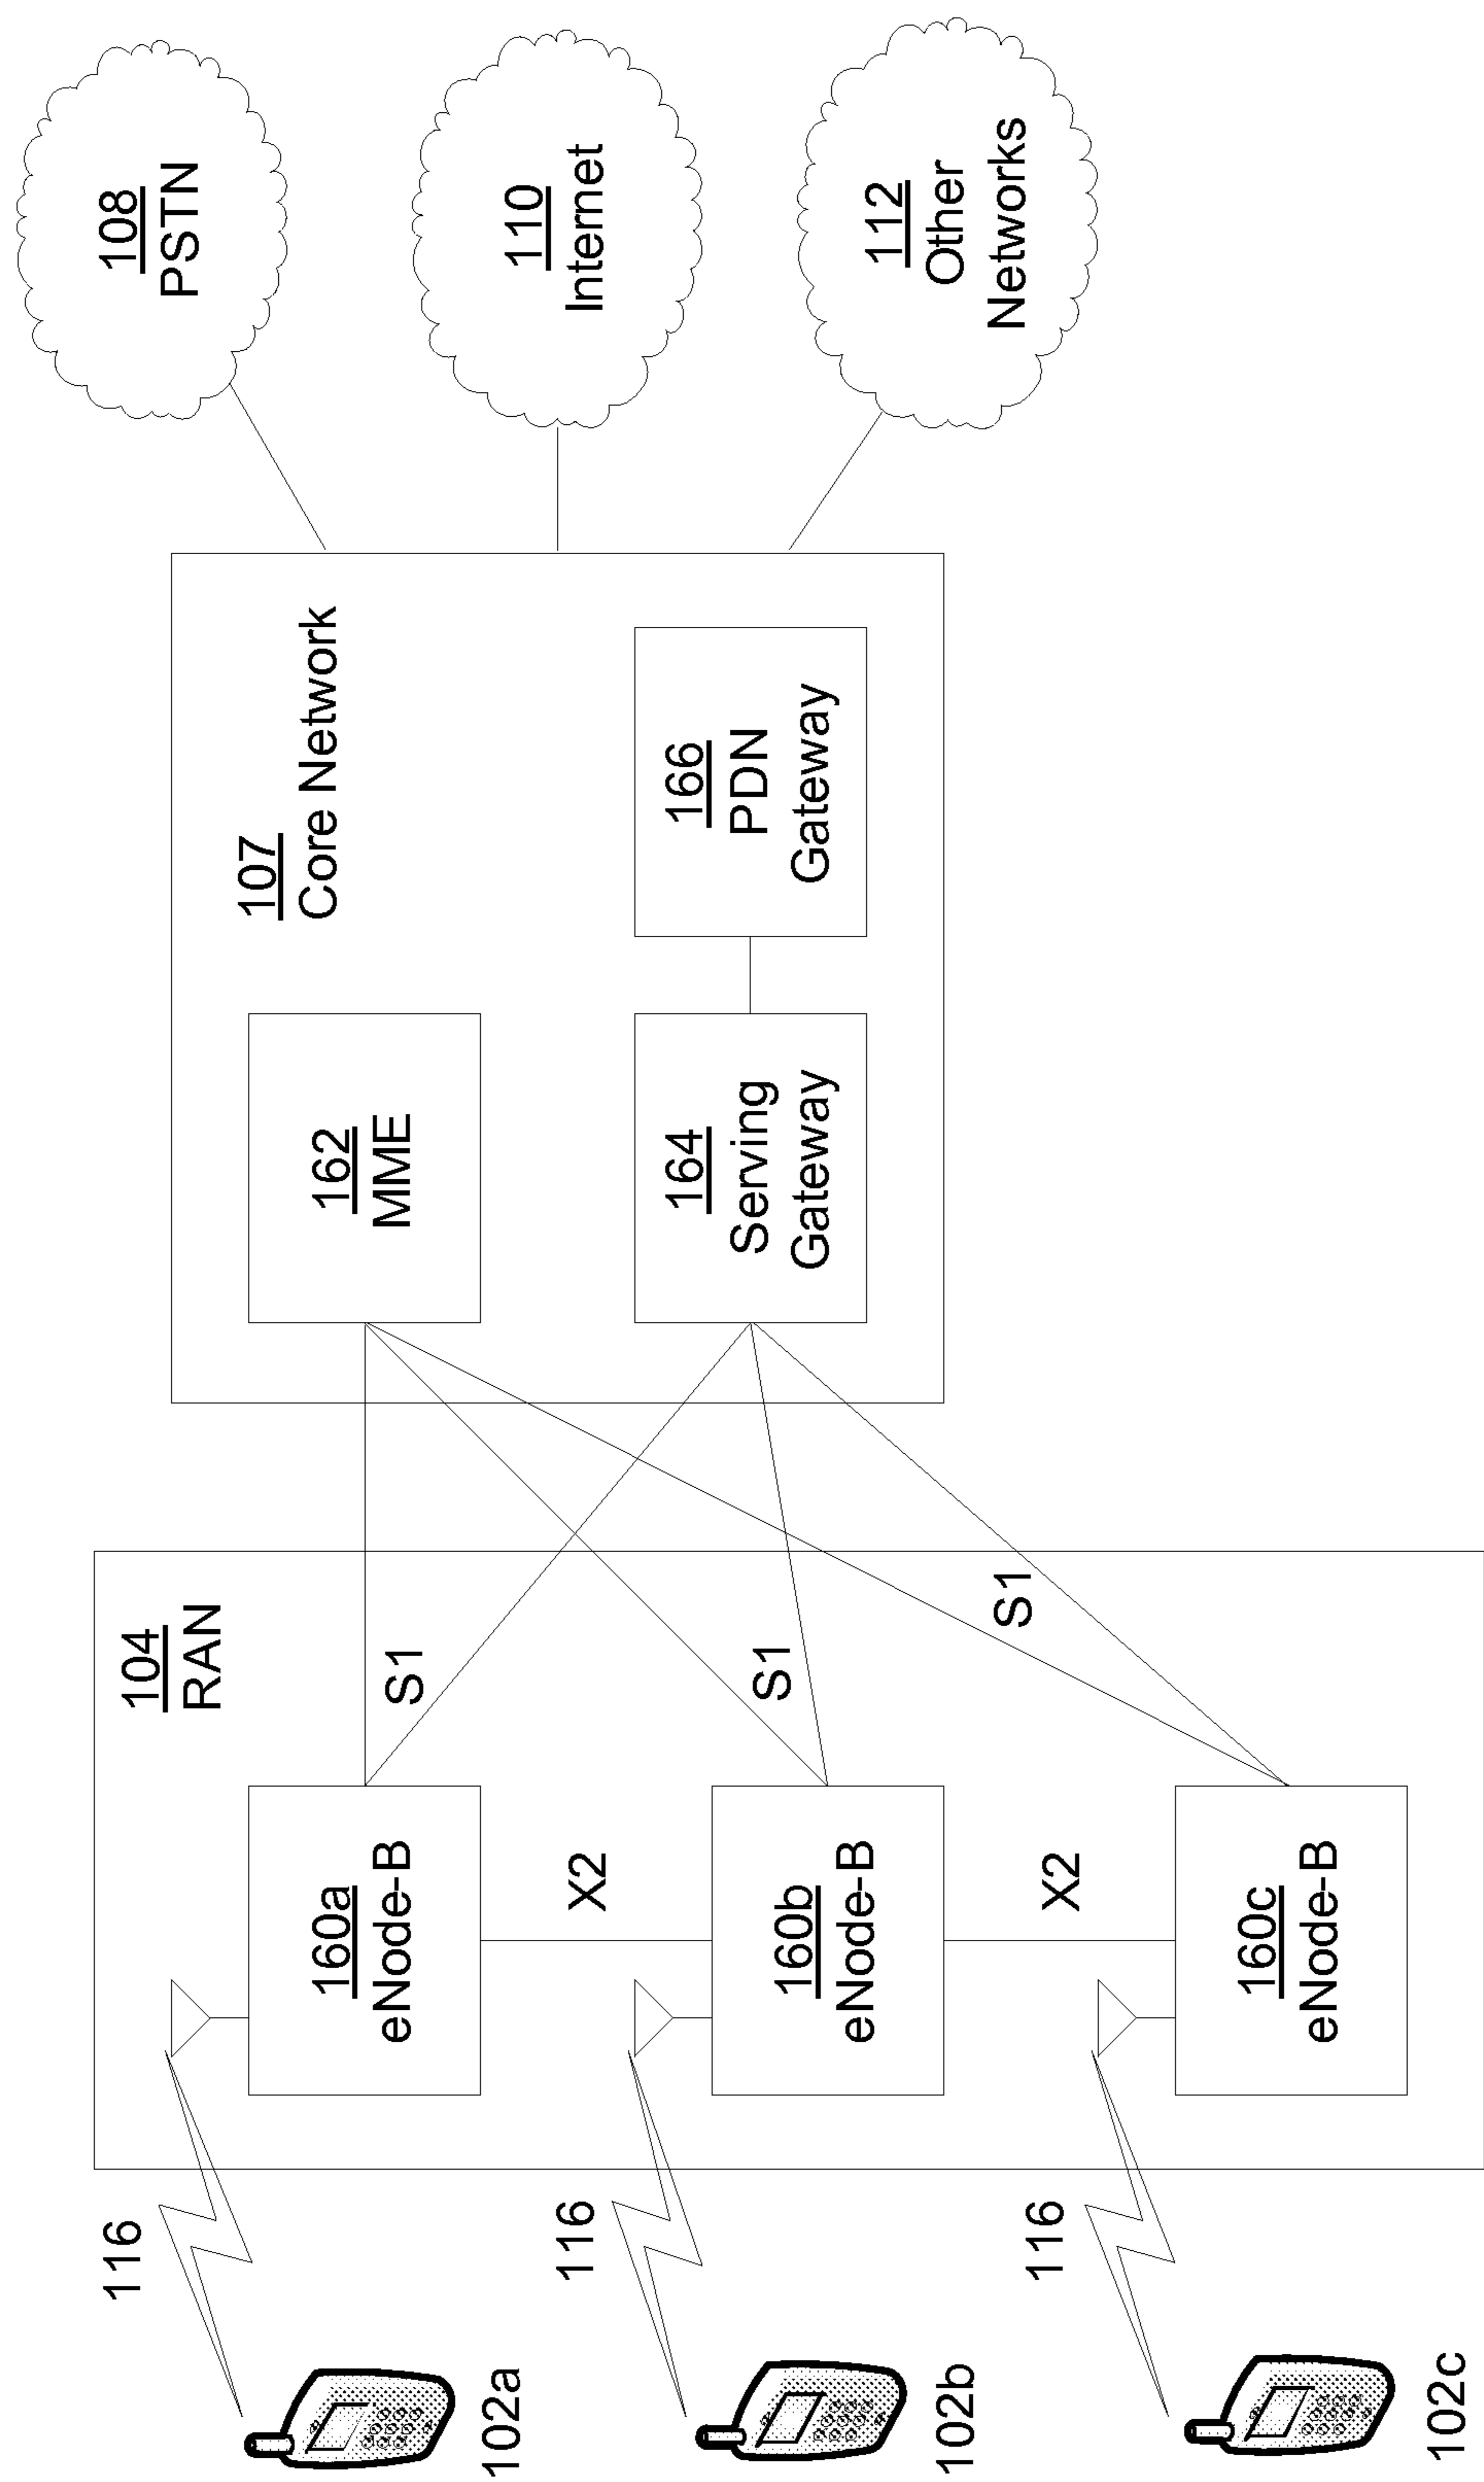 116
102a
116
102b
116
102c
104
RAN
160a
eNode-B
X2
160b
eNode-B
X2
160c
eNode-B
S1
S1
S1
107
Core Network
162
MME
164
Serving
Gateway
166
PDN
Gateway
108
PSTN
110
Internet
112
Other
Networks